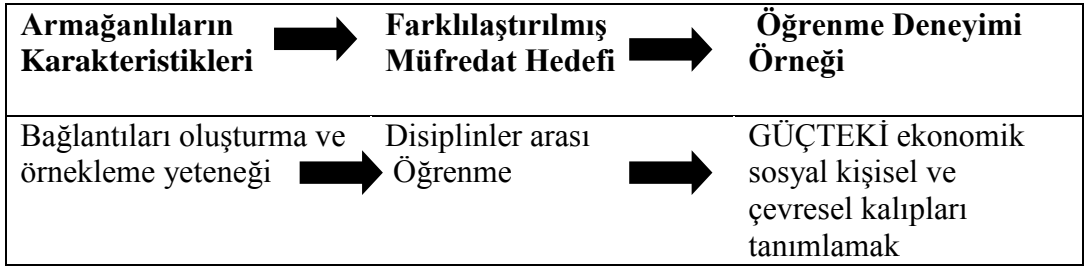 Armağanlıların
Karakteristikleri
Farklılaştırılmış
Müfredat Hedefi
Öğrenme Deneyimi
Örneği
Bağlantıları oluşturma ve
örnekleme yeteneği
Disiplinler arası
Öğrenme
GÜÇTEKİ ekonomik
sosyal kişisel ve
çevresel kalıpları
tanımlamak